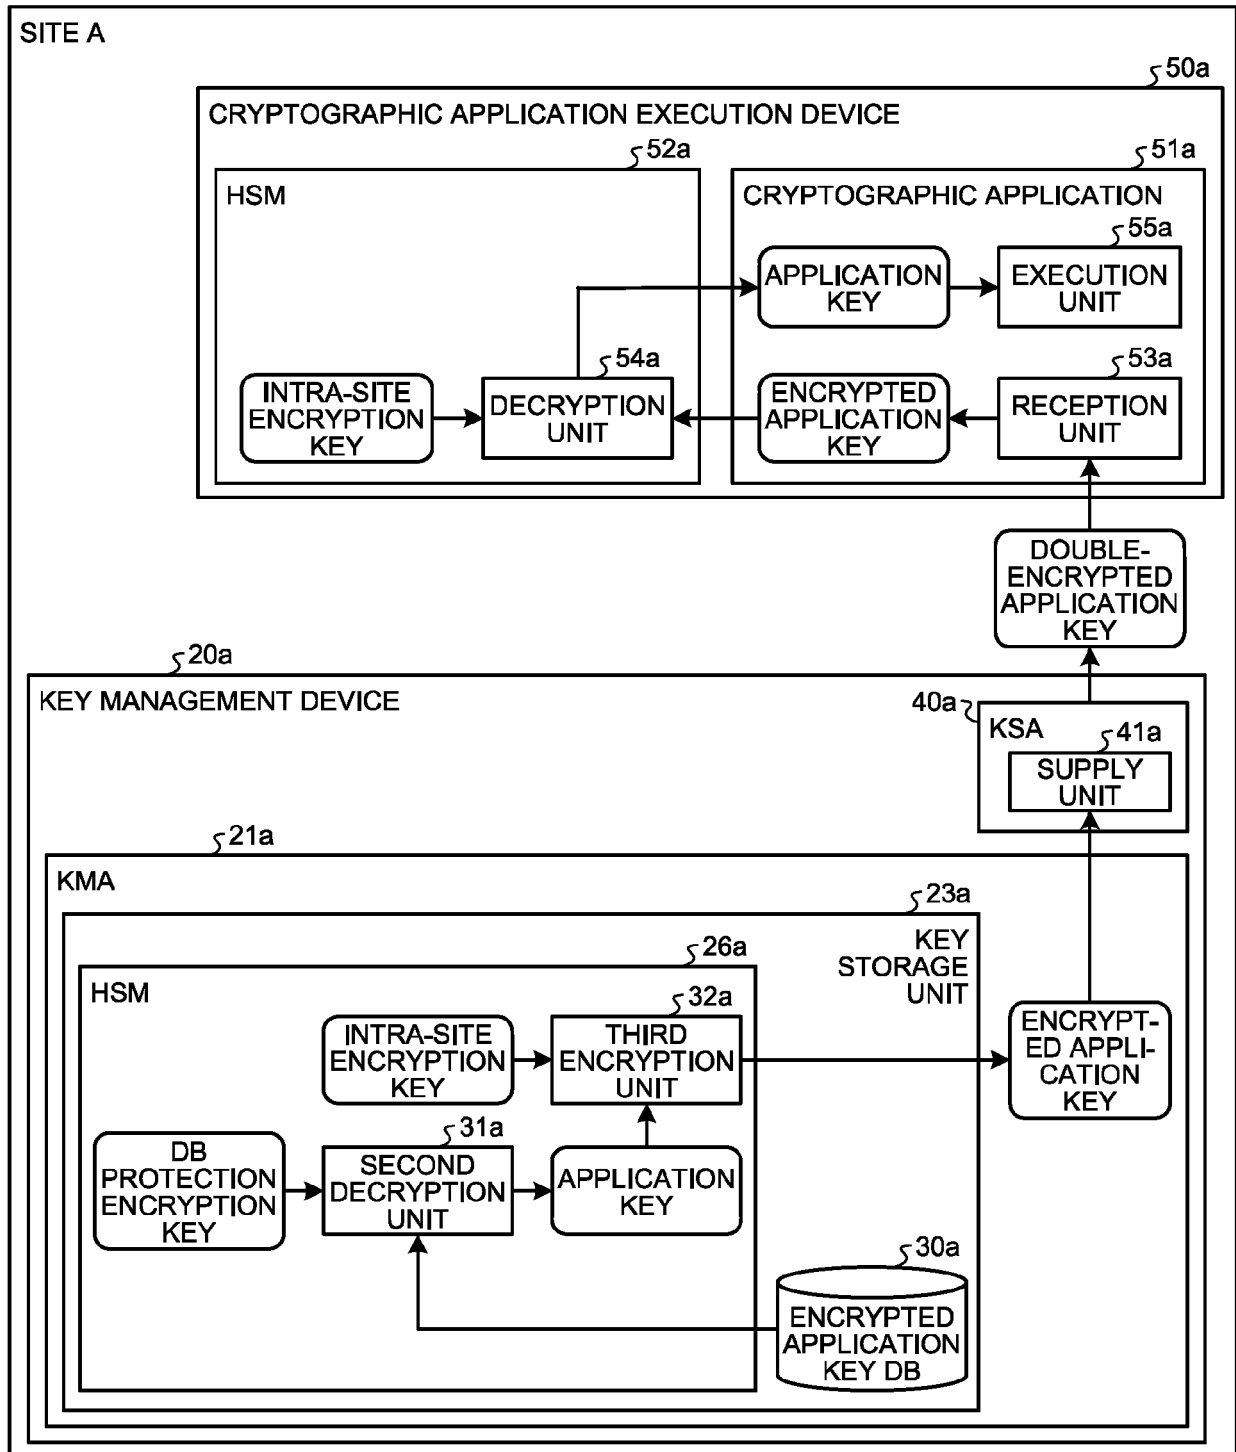 SITE A
50a
CRYPTOGRAPHIC APPLICATION EXECUTION DEVICE
52a
51a
HSM
CRYPTOGRAPHIC APPLICATION
55a
APPLICATION
KEY
EXECUTION
UNIT
54a
53a
INTRA-SITE
ENCRYPTION
KEY
DECRYPTION
UNIT
ENCRYPTED
APPLICATION
KEY
RECEPTION
UNIT
DOUBLE-
ENCRYPTED
APPLICATION
KEY
20a
KEY MANAGEMENT DEVICE
40a
KSA
41a
SUPPLY
UNIT
21a
KMA
23a
KEY
STORAGE
UNIT
26a
HSM
32a
INTRA-SITE
ENCRYPTION
KEY
THIRD
ENCRYPTION
UNIT
ENCRYPT-
ED APPLI-
CATION
KEY
31a
DB
PROTECTION
ENCRYPTION
KEY
SECOND
DECRYPTION
UNIT
APPLICATION
KEY
30a
ENCRYPTED
APPLICATION
KEY DB